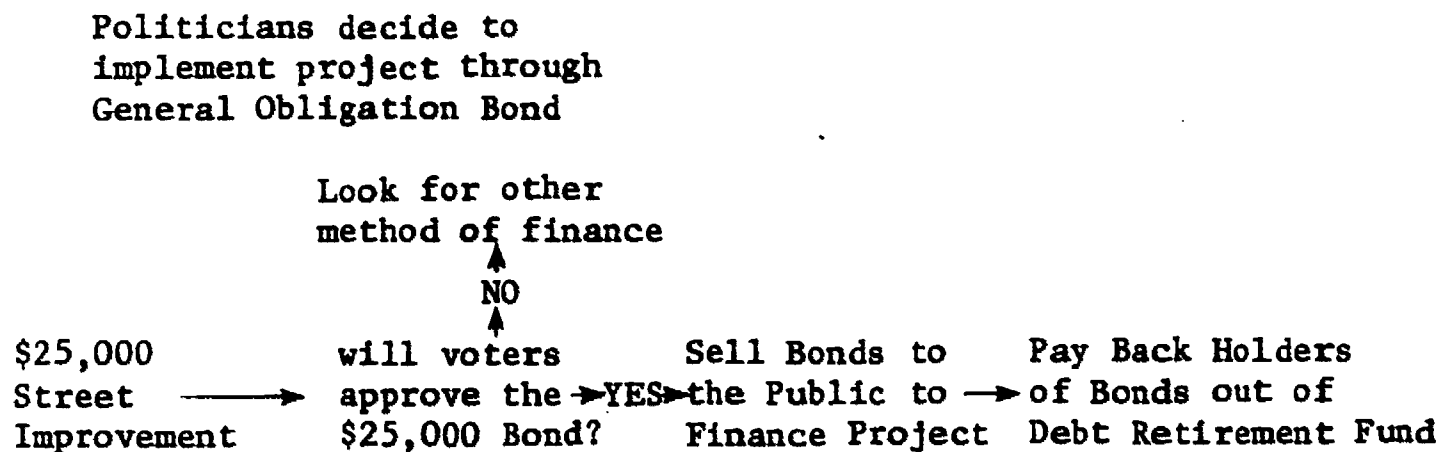 Politicians decide to
implement project through
General Obligation Bond
Look for other
method of finance
NO
$25,000 will voters Sell Bonds to Pay Back Holders
Street approve the YES the Public to of Bonds out of
Improvement $25,000 Bond? Finance Project Debt Retirement Fund